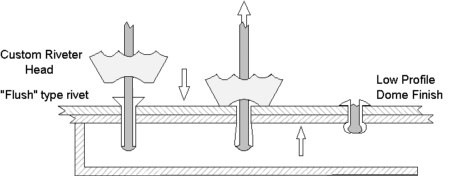 Custom Riveter
Head
"Flush" type rivet
Low Profile
Dome Finish